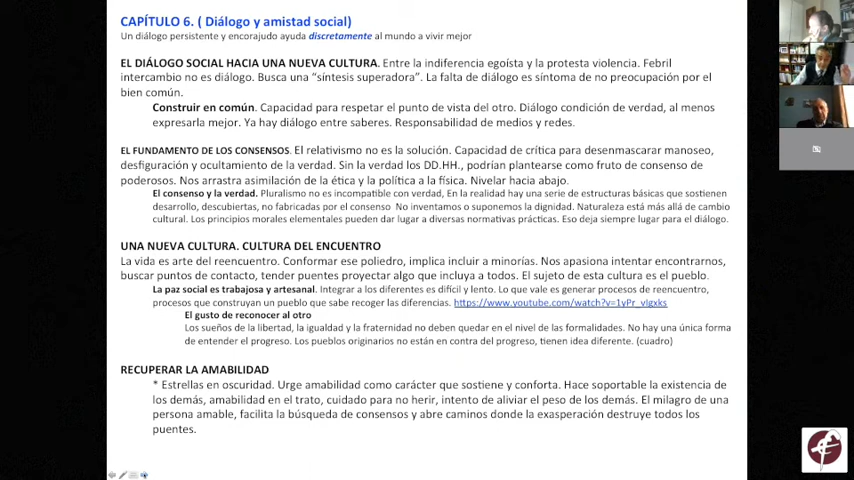 CAPÍTULO 6. ( Diálogo y amistad social)
Un diálogo persistente y encorajudo ayuda discretamente al mundo a vivir mejor
EL DIÁLOGO SOCIAL HACIA UNA NUEVA CULTURA. Entre la indiferencia egoísta y la protesta violencia. Febril
intercambio no es diálogo. Busca una “síntesis superadora”. La falta de diálogo es síntoma de no preocupación por el
bien común.
Construir en común. Capacidad para respetar el punto de vista del otro. Diálogo condición de verdad, al menos
expresarla mejor. Ya hay diálogo entre saberes. Responsabilidad de medios y redes.
EL FUNDAMENTO DE LOS CONSENSOS. El relativismo no es la solución. Capacidad de crítica para desenmascarar manoseo,
desfiguración y ocultamiento de la verdad. Sin la verdad los DD.HH., podrían plantearse como fruto de consenso de
poderosos. Nos arrastra asimilación de la ética y la política a la física. Nivelar hacia abajo.
El consenso y la verdad. Pluralismo no es incompatible con verdad, En la realidad hay una serie de estructuras básicas que sostienen
desarrollo, descubiertas, no fabricadas por el consenso No inventamos o suponemos la dignidad. Naturaleza está más allá de cambio
cultural. Los principios morales elementales pueden dar lugar a diversas normativas prácticas. Eso deja siempre lugar para el diálogo.
UNA NUEVA CULTURA. CULTURA DEL ENCUENTRO
La vida es arte del reencuentro. Conformar ese poliedro, implica incluir a minorías. Nos apasiona intentar encontrarnos,
buscar puntos de contacto, tender puentes proyectar algo que incluya a todos. El sujeto de esta cultura es el pueblo.
La paz social es trabajosa y artesanal. Integrar a los diferentes es difícil y lento. Lo que vale es generar procesos de reencuentro,
procesos que construyan un pueblo que sabe recoger las diferencias. https://www.youtube.com/watch?v=1yPr_vIgxks
El gusto de reconocer al otro
Los sueños de la libertad, la igualdad y la fraternidad no deben quedar en el nivel de las formalidades. No hay una única forma
de entender el progreso. Los pueblos originarios no están en contra del progreso, tienen idea diferente. (cuadro)
RECUPERAR LA AMABILIDAD
* Estrellas en oscuridad. Urge amabilidad como carácter que sostiene y conforta. Hace soportable la existencia de
los demás, amabilidad en el trato, cuidado para no herir, intento de aliviar el peso de los demás. El milagro de una
persona amable, facilita la búsqueda de consensos y abre caminos donde la exasperación destruye todos los
puentes.